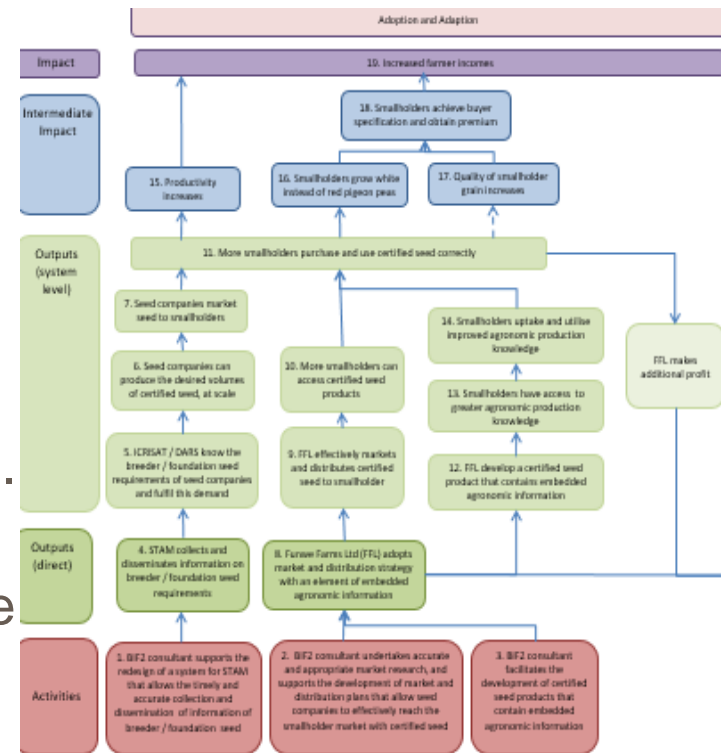 Adoption and Adaption
Impact
19. Increased farmer incomes
Intermediate
Impact
18. Smallholders achieve buyer
specification and obtain premium
15. Productivity
increases
16. Smallholders grow white
instead of red pigeon peas
17. Quality of smallholder
grain increases
Outputs
(system
level)
11. More smallholders purchase and use certified seed correctly
7. Seed companies market
seed to smallholders
14. Smallholders uptake and utilise
improved agronomic production
knowledge
FFL makes
additional profit
6. Seed companies can
produce the desired volumes
of certified seed, at scale
10. More smallholders can
access certified seed
products
13. Smallholders have access to
greater agronomic production
knowledge
5. ICRISAT / DARS know the
breeder / foundation seed
requirements of seed companies
and fulfil this demand
9. FFL effectively markets
and distributes certified
seed to smallholder
12. FFL develop a certified seed
product that contains embedded
agronomic information
.
Outputs
(direct)
4. STAM collects and
disseminates information on
breeder / foundation seed
requirements
8. Funwe Farms Ltd (FFL) adopts
market and distribution strategy
with an element of embedded
agronomic information
e
Activities
1. BIF2 consultant supports the
redesign of a system for STAM
that allows the timely and
accurate collection and
dissemination of information of
breeder / foundation seed
2. BIF2 consultant undertakes accurate
and appropriate market research, and
supports the development of market and
distribution plans that allow seed
companies to effectively reach the
smallholder market with certified seed
3. BIF2 consultant
facilitates the
development of certified
seed products that
contain embedded
agronomic information